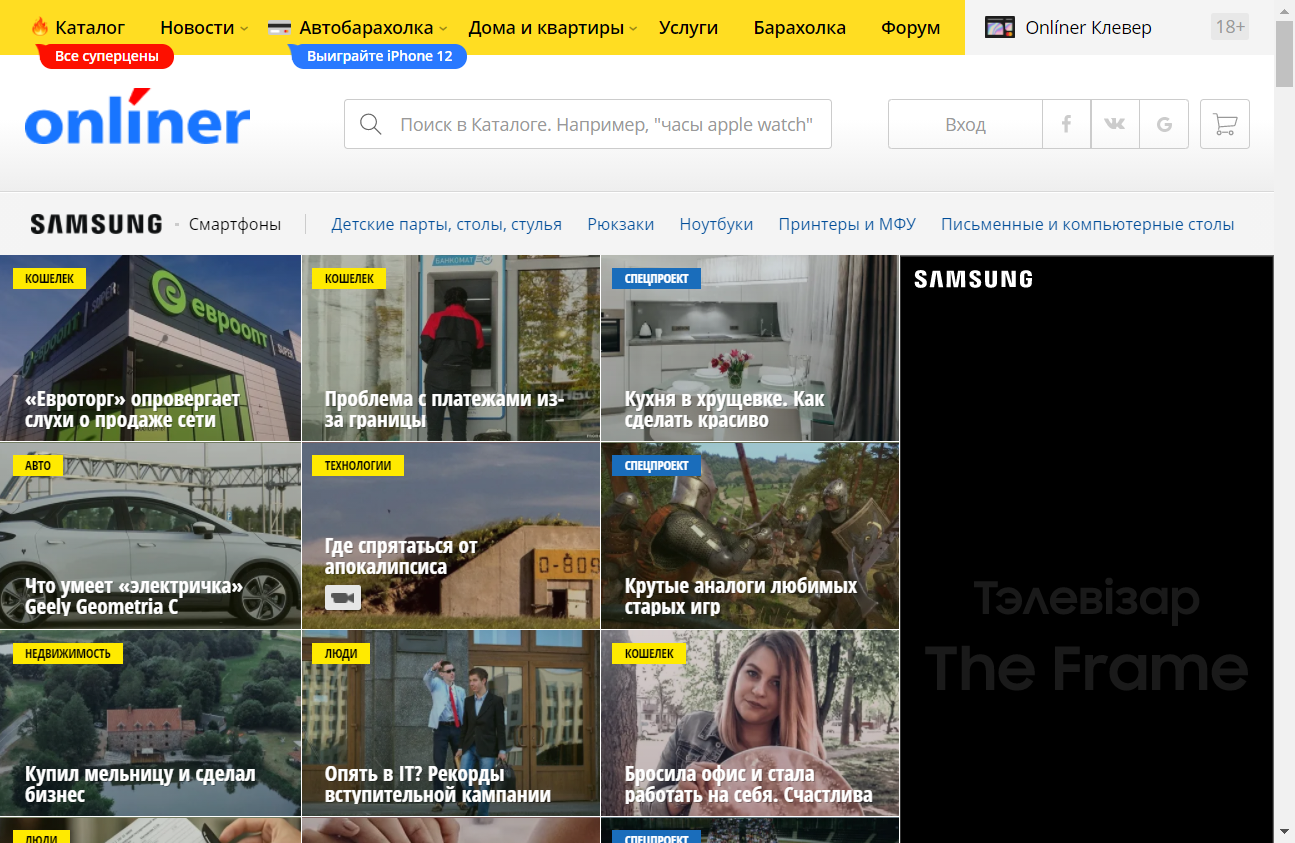 Каталог Новости Автобарахолка Дома и квартиры Услуги Барахолка Форум Onlíner Клевер 18+
Все суперцены Выиграйте iPhone 12
onlíner
Поиск в Каталоге. Например, "часы apple watch"
Вход
SAMSUNG Смартфоны Детские парты, столы, стулья Рюкзаки Ноутбуки Принтеры и МФУ Письменные и компьютерные столы
КОШЕЛЕК
евроопт SUPER
«Евроторг» опровергает
слухи о продаже сети
КОШЕЛЕК
БАНКОМАТ 24
Проблема с платежами из-
за границы
СПЕЦПРОЕКТ
Кухня в хрущевке. Как
сделать красиво
SAMSUNG
АВТО
Что умеет «электричка»
Geely Geometria C
ТЕХНОЛОГИИ
Где спрятаться от
апокалипсиса
СПЕЦПРОЕКТ
Крутые аналоги любимых
старых игр
Тэлевізар
The Frame
НЕДВИЖИМОСТЬ
Купил мельницу и сделал
бизнес
ЛЮДИ
Опять в IT? Рекорды
вступительной кампании
КОШЕЛЕК
Бросила офис и стала
работать на себя. Счастлива
ЛЮДИ
СПЕЦПРОЕКТ